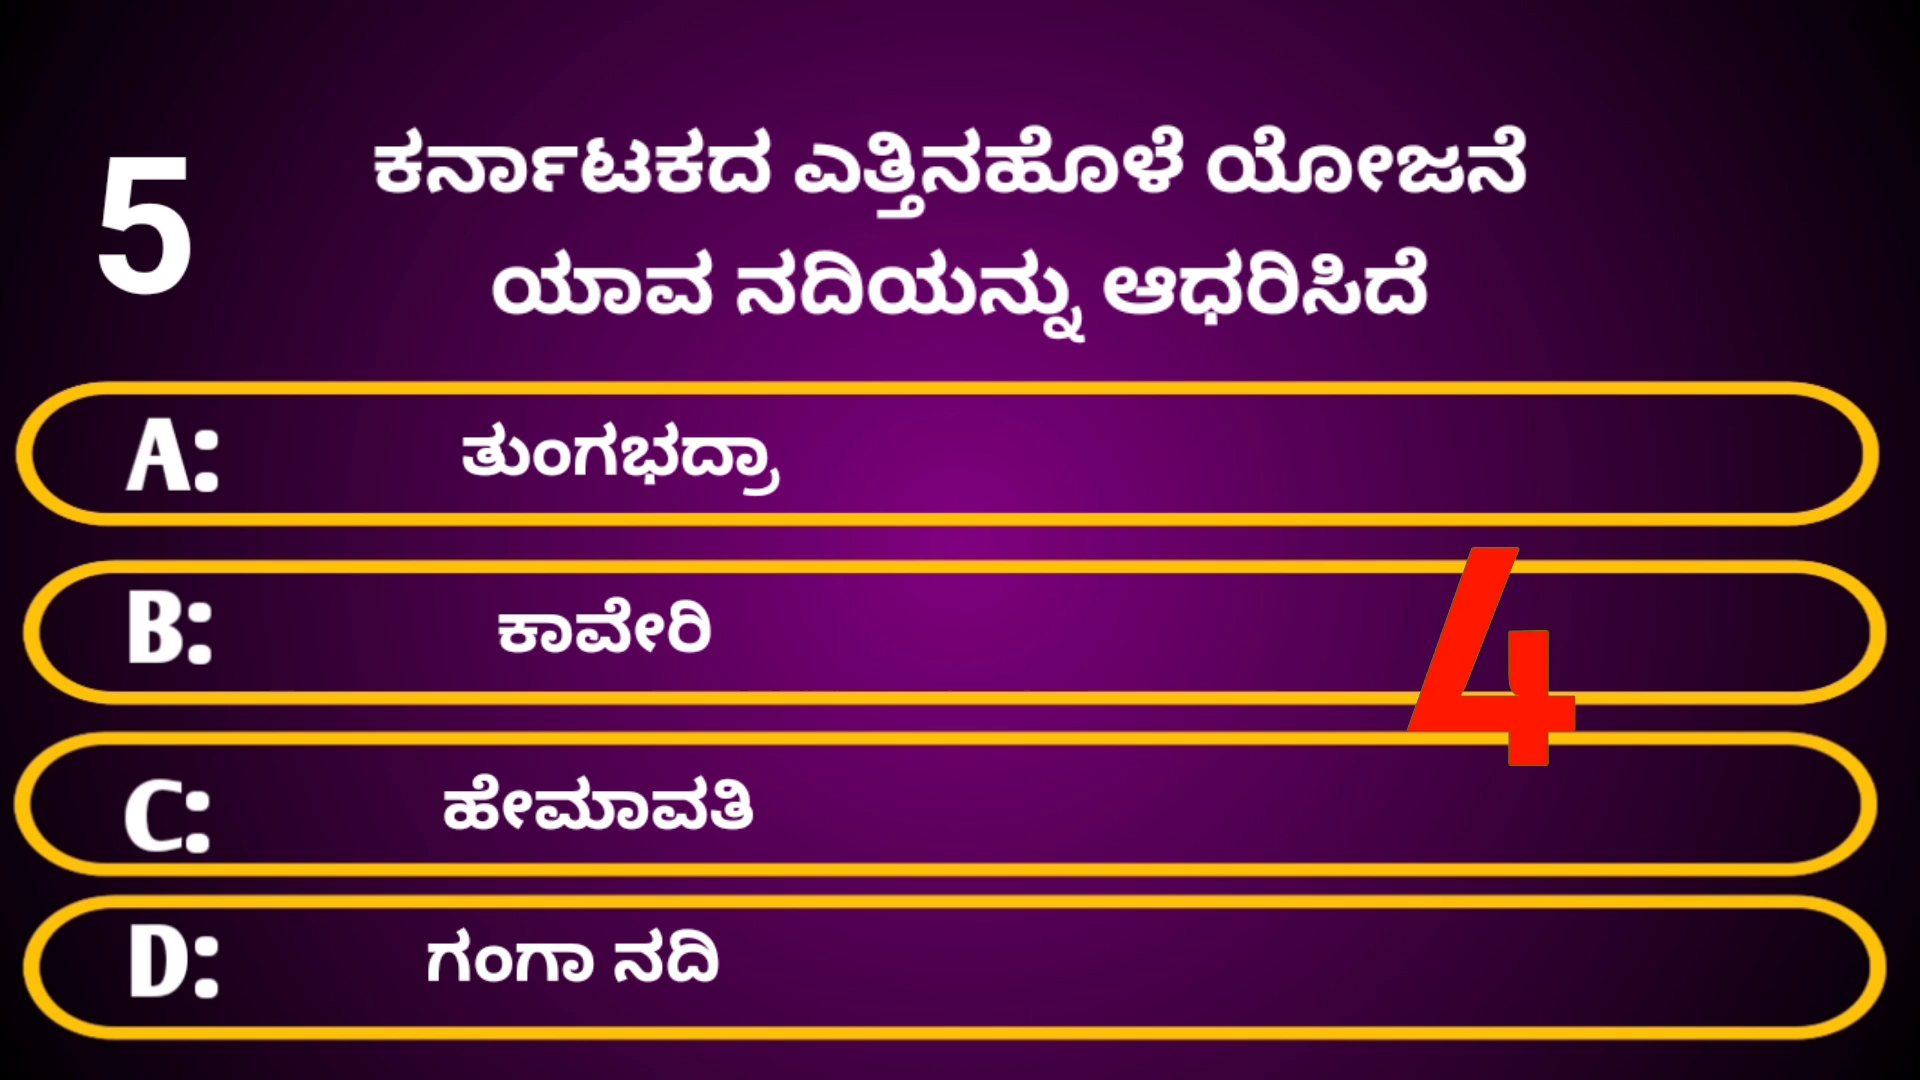 5
ಕರ್ನಾಟಕದ ಎತ್ತಿನಹೊಳೆ ಯೋಜನೆ
ಯಾವ ನದಿಯನ್ನು ಆಧರಿಸಿದೆ
A: ತುಂಗಭದ್ರಾ
B: ಕಾವೇರಿ
4
C: ಹೇಮಾವತಿ
D: ಗಂಗಾ ನದಿ